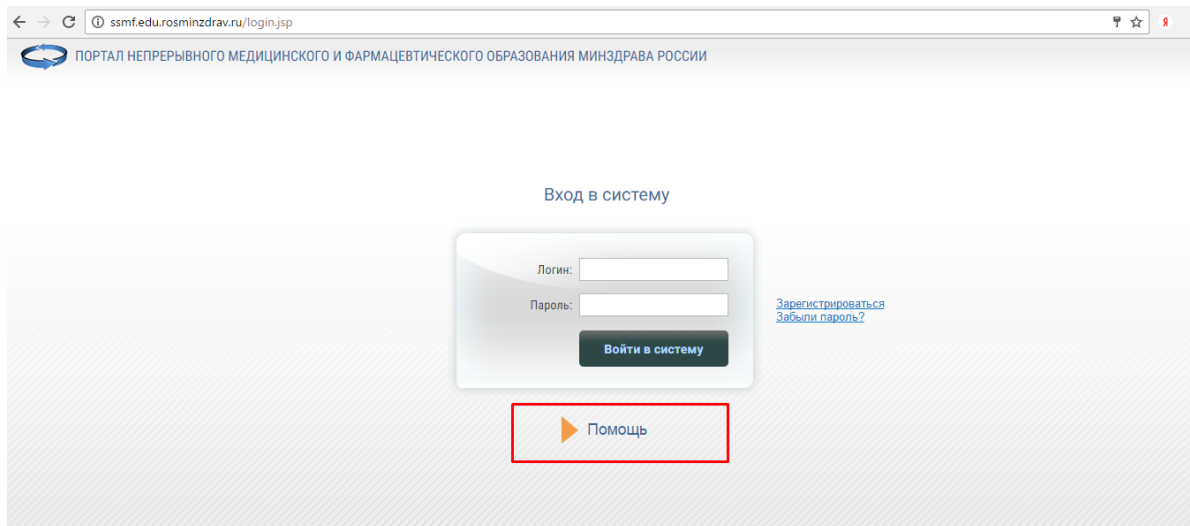 ssmf.edu.rosminzdrav.ru/login.jsp
Я
ПОРТАЛ НЕПРЕРЫВНОГО МЕДИЦИНСКОГО И ФАРМАЦЕВТИЧЕСКОГО ОБРАЗОВАНИЯ МИНЗДРАВА РОССИИ
Вход в систему
Логин:
Пароль:
Зарегистрироваться
Забыли пароль?
Войти в систему
Помощь